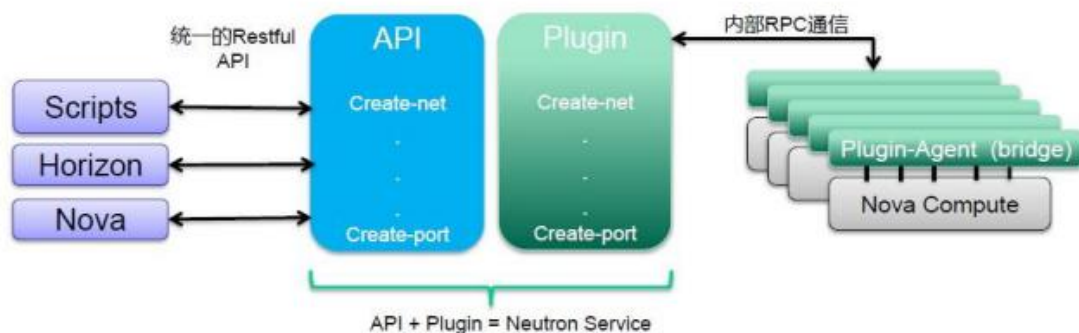 统一的Restful
API
Scripts
Horizon
Nova
API
Create-net
.
.
.
Create-port
Plugin
Create-net
.
.
.
Create-port
内部RPC通信
Plugin-Agent (bridge)
Nova Compute
API + Plugin = Neutron Service